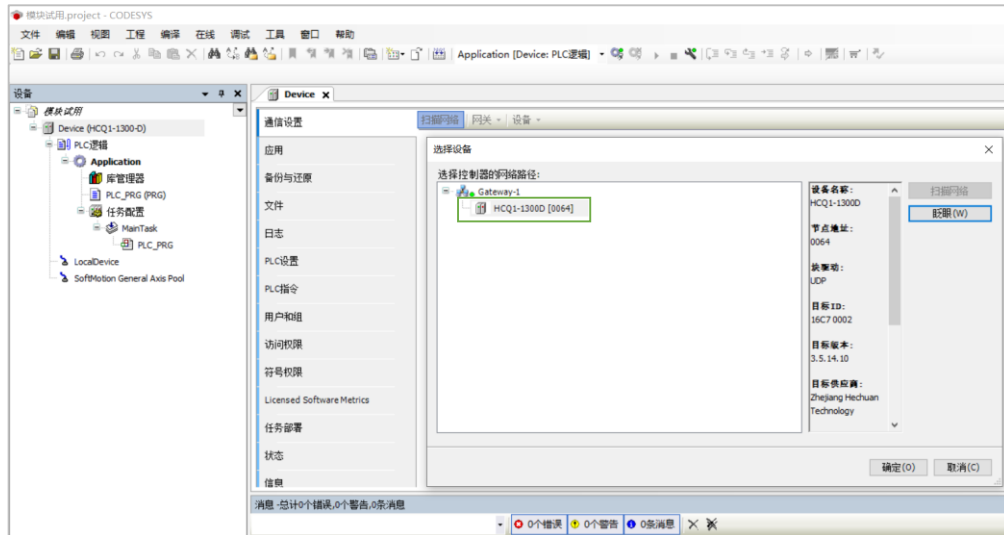 模块试用.project - CODESYS
文件 编辑 视图 工程 编译 在线 调试 工具 窗口 帮助
Application [Device: PLC逻辑]
设备
模块试用
Device (HCQ1-1300-D)
PLC逻辑
Application
库管理器
PLC_PRG (PRG)
任务配置
MainTask
PLC_PRG
LocalDevice
SoftMotion General Axis Pool
Device
通信设置
应用
备份与还原
文件
日志
PLC设置
PLC指令
用户和组
访问权限
符号权限
Licensed Software Metrics
任务部署
状态
信息
扫描网络 网关 设备
选择设备
选择控制器的网络路径:
Gateway-1
HCQ1-1300D [0064]
设备名称:
HCQ1-1300D
节点地址:
0064
块驱动:
UDP
目标ID:
16C7 0002
目标版本:
3.5.14.10
目标供应商:
Zhejiang Hechuan
Technology
扫描网络
眨眼(W)
确定(O) 取消(C)
消息 -总计0个错误,0个警告,0条消息
0个错误 0个警告 0条消息